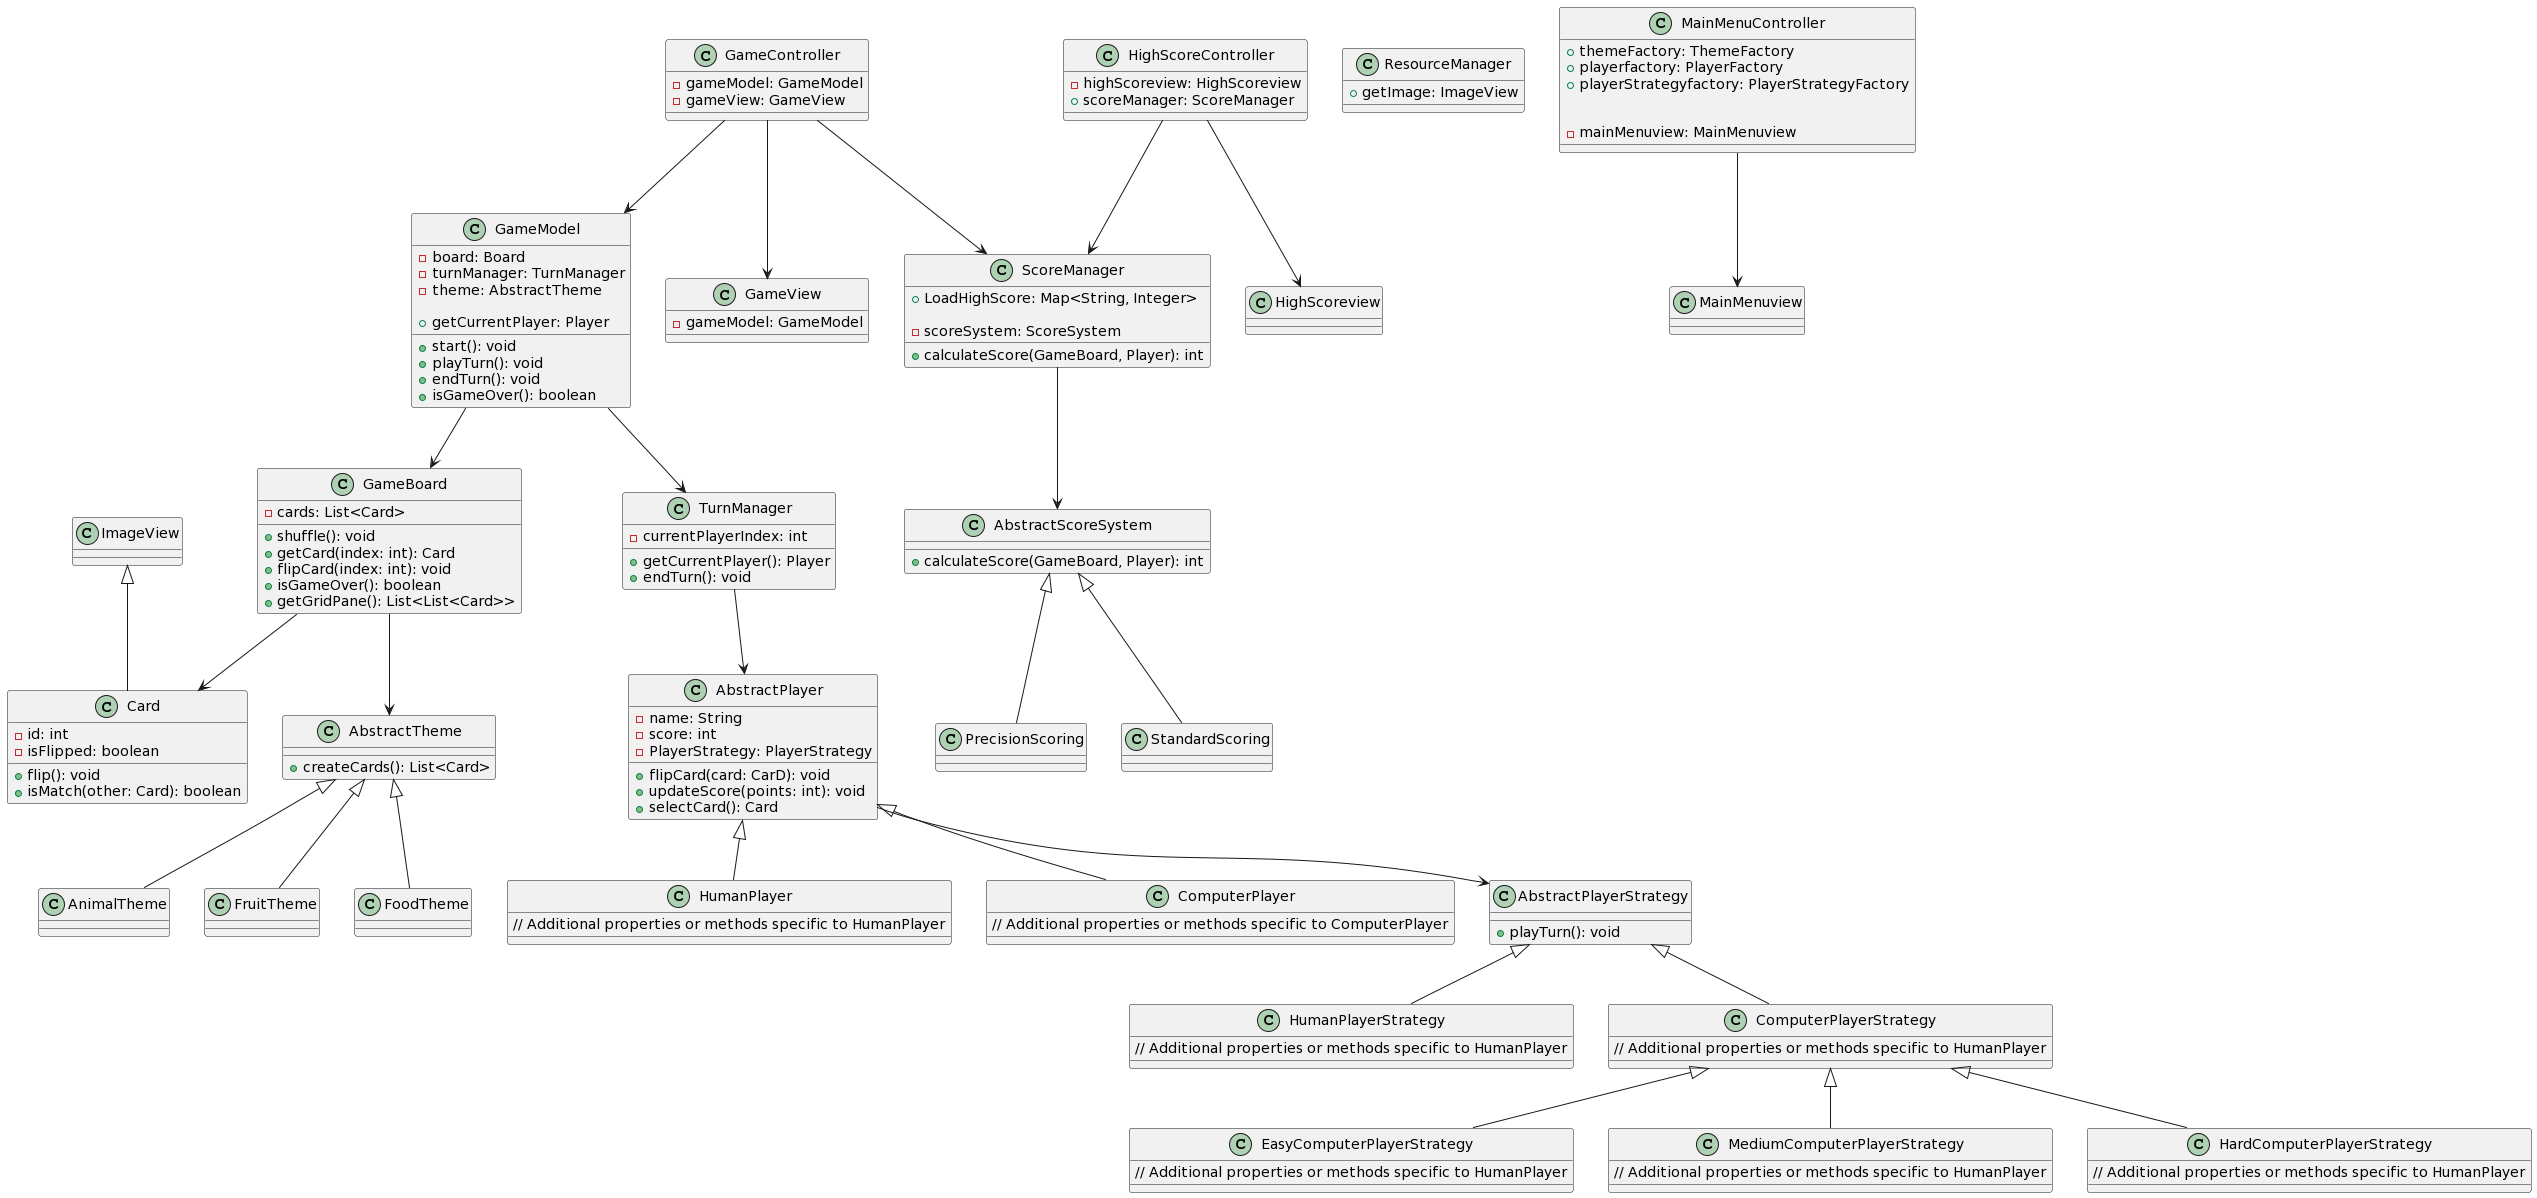 GameController
gameModel: GameModel
gameView: GameView
HighScoreController
highScoreview: HighScoreview
scoreManager: ScoreManager
ResourceManager
getImage: ImageView
MainMenuController
themeFactory: ThemeFactory
playerfactory: PlayerFactory
playerStrategyfactory: PlayerStrategyFactory
mainMenuview: MainMenuview
GameModel
board: Board
turnManager: TurnManager
theme: AbstractTheme
getCurrentPlayer: Player
start(): void
playTurn(): void
endTurn(): void
isGameOver(): boolean
GameView
gameModel: GameModel
ScoreManager
LoadHighScore: Map<String, Integer>
scoreSystem: ScoreSystem
calculateScore(GameBoard, Player): int
HighScoreview
MainMenuview
ImageView
GameBoard
cards: List<Card>
shuffle(): void
getCard(index: int): Card
flipCard(index: int): void
isGameOver(): boolean
getGridPane(): List<List<Card>>
TurnManager
currentPlayerIndex: int
getCurrentPlayer(): Player
endTurn(): void
AbstractScoreSystem
calculateScore(GameBoard, Player): int
Card
id: int
isFlipped: boolean
flip(): void
isMatch(other: Card): boolean
AbstractTheme
createCards(): List<Card>
AbstractPlayer
name: String
score: int
PlayerStrategy: PlayerStrategy
flipCard(card: CarD): void
updateScore(points: int): void
selectCard(): Card
PrecisionScoring
StandardScoring
AnimalTheme
FruitTheme
FoodTheme
HumanPlayer
// Additional properties or methods specific to HumanPlayer
ComputerPlayer
// Additional properties or methods specific to ComputerPlayer
AbstractPlayerStrategy
playTurn(): void
HumanPlayerStrategy
// Additional properties or methods specific to HumanPlayer
ComputerPlayerStrategy
// Additional properties or methods specific to HumanPlayer
EasyComputerPlayerStrategy
// Additional properties or methods specific to HumanPlayer
MediumComputerPlayerStrategy
// Additional properties or methods specific to HumanPlayer
HardComputerPlayerStrategy
// Additional properties or methods specific to HumanPlayer